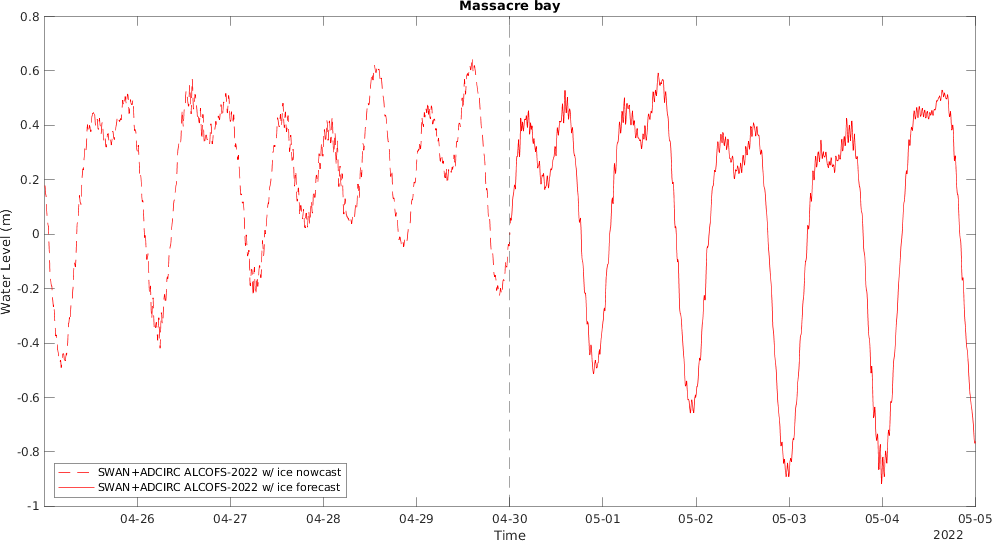 Massacre bay
0.8
0.6
0.4
0.2
0
-0.2
-0.4
-0.6
-0.8
-1
Water Level (m)
SWAN+ADCIRC ALCOFS-2022 w/ ice nowcast
SWAN+ADCIRC ALCOFS-2022 w/ ice forecast
04-26 04-27 04-28 04-29 04-30 05-01 05-02 05-03 05-04 05-05
Time
2022